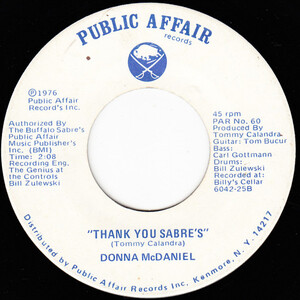 PUBLIC AFFAIR
records
℗1976
Public Affair
Record's Inc.
Authorized By
The Buffalo Sabre's
Public Affair
Music Publisher's
Inc. (BMI)
Time: 2:08
Recording Eng.
The Genius at
the Controls
Bill Zulewski
45 rpm
PAR No. 60
Produced By
Tommy Calandra
Guitar: Tom Bucur
Bass:
Carl Gottmann
Drums:
Bill Zulewski
Recorded at:
Billy's Cellar
6042-25B
"THANK YOU SABRE'S"
(Tommy Calandra)
DONNA McDANIEL
Distributed by Public Affair Records Inc, Kenmore, N. Y. 14217